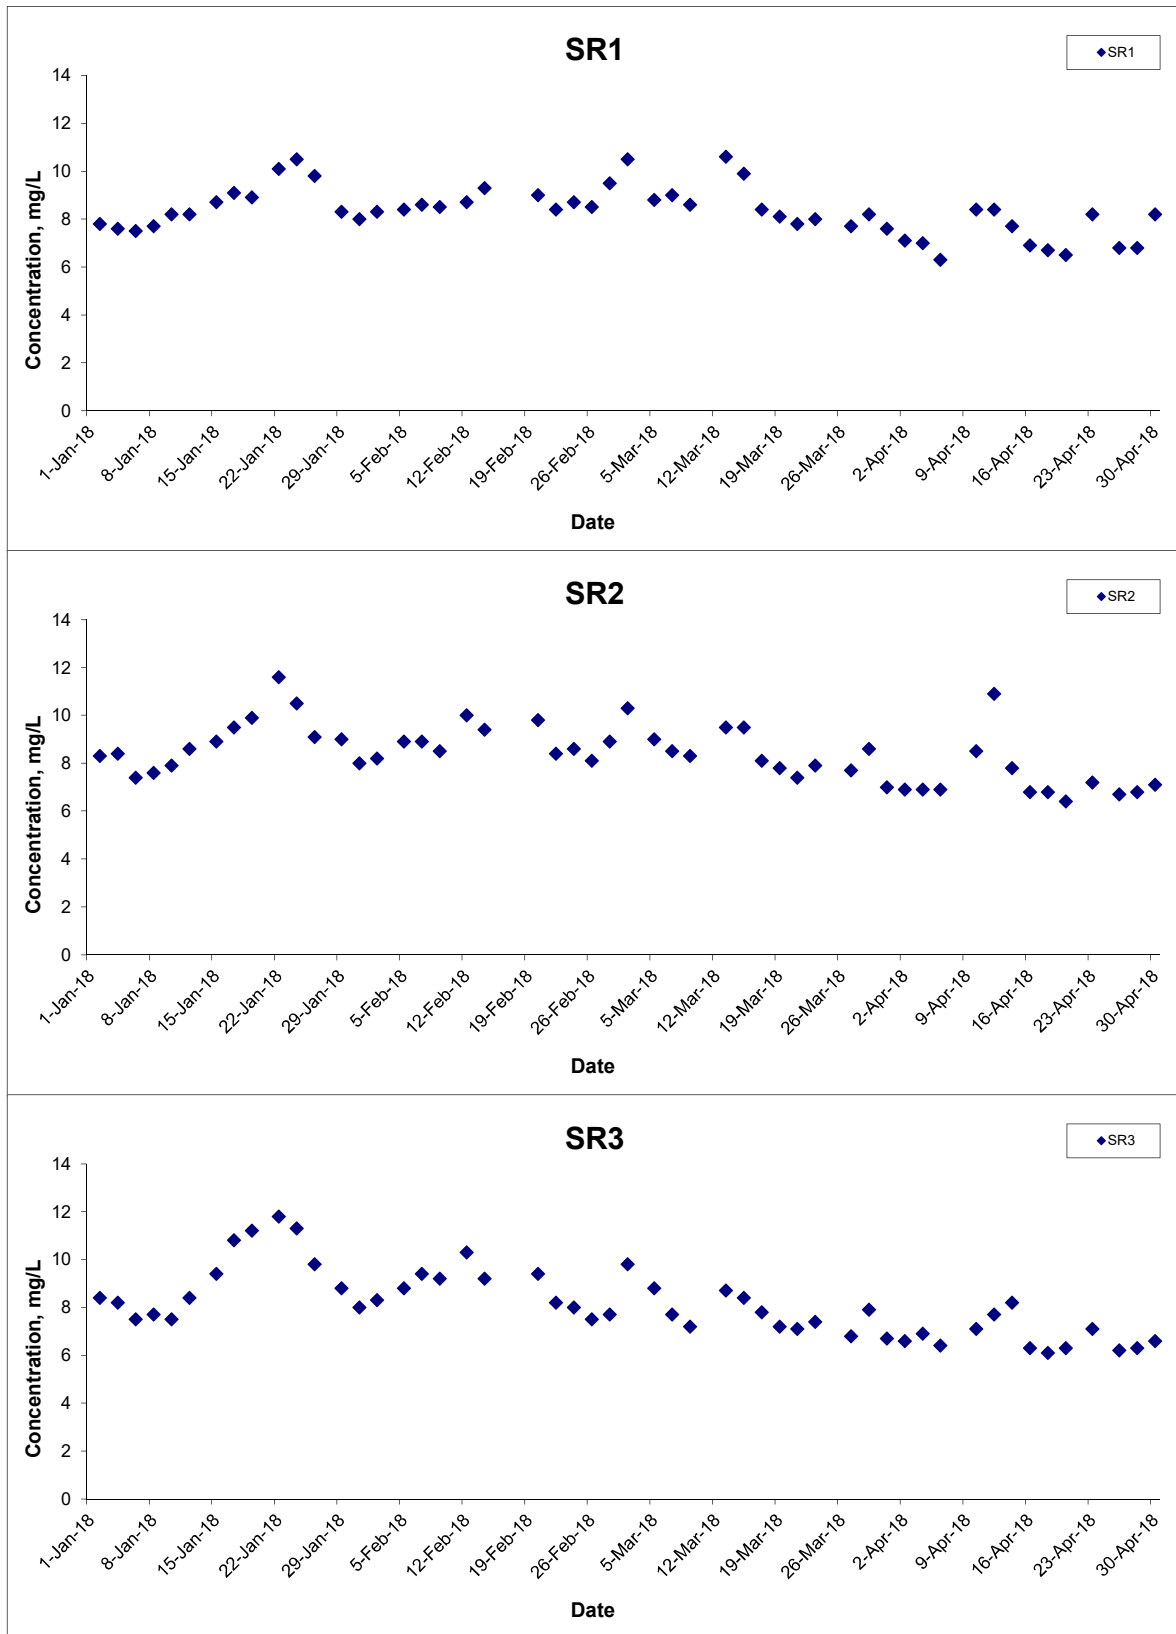 SR1
SR1
14
12
10
8
6
4
2
0
Concentration, mg/L
1-Jan-18
8-Jan-18
15-Jan-18
22-Jan-18
29-Jan-18
5-Feb-18
12-Feb-18
19-Feb-18
26-Feb-18
5-Mar-18
12-Mar-18
19-Mar-18
26-Mar-18
2-Apr-18
9-Apr-18
16-Apr-18
23-Apr-18
30-Apr-18
Date
SR2
SR2
14
12
10
8
6
4
2
0
Concentration, mg/L
1-Jan-18
8-Jan-18
15-Jan-18
22-Jan-18
29-Jan-18
5-Feb-18
12-Feb-18
19-Feb-18
26-Feb-18
5-Mar-18
12-Mar-18
19-Mar-18
26-Mar-18
2-Apr-18
9-Apr-18
16-Apr-18
23-Apr-18
30-Apr-18
Date
SR3
SR3
14
12
10
8
6
4
2
0
Concentration, mg/L
1-Jan-18
8-Jan-18
15-Jan-18
22-Jan-18
29-Jan-18
5-Feb-18
12-Feb-18
19-Feb-18
26-Feb-18
5-Mar-18
12-Mar-18
19-Mar-18
26-Mar-18
2-Apr-18
9-Apr-18
16-Apr-18
23-Apr-18
30-Apr-18
Date